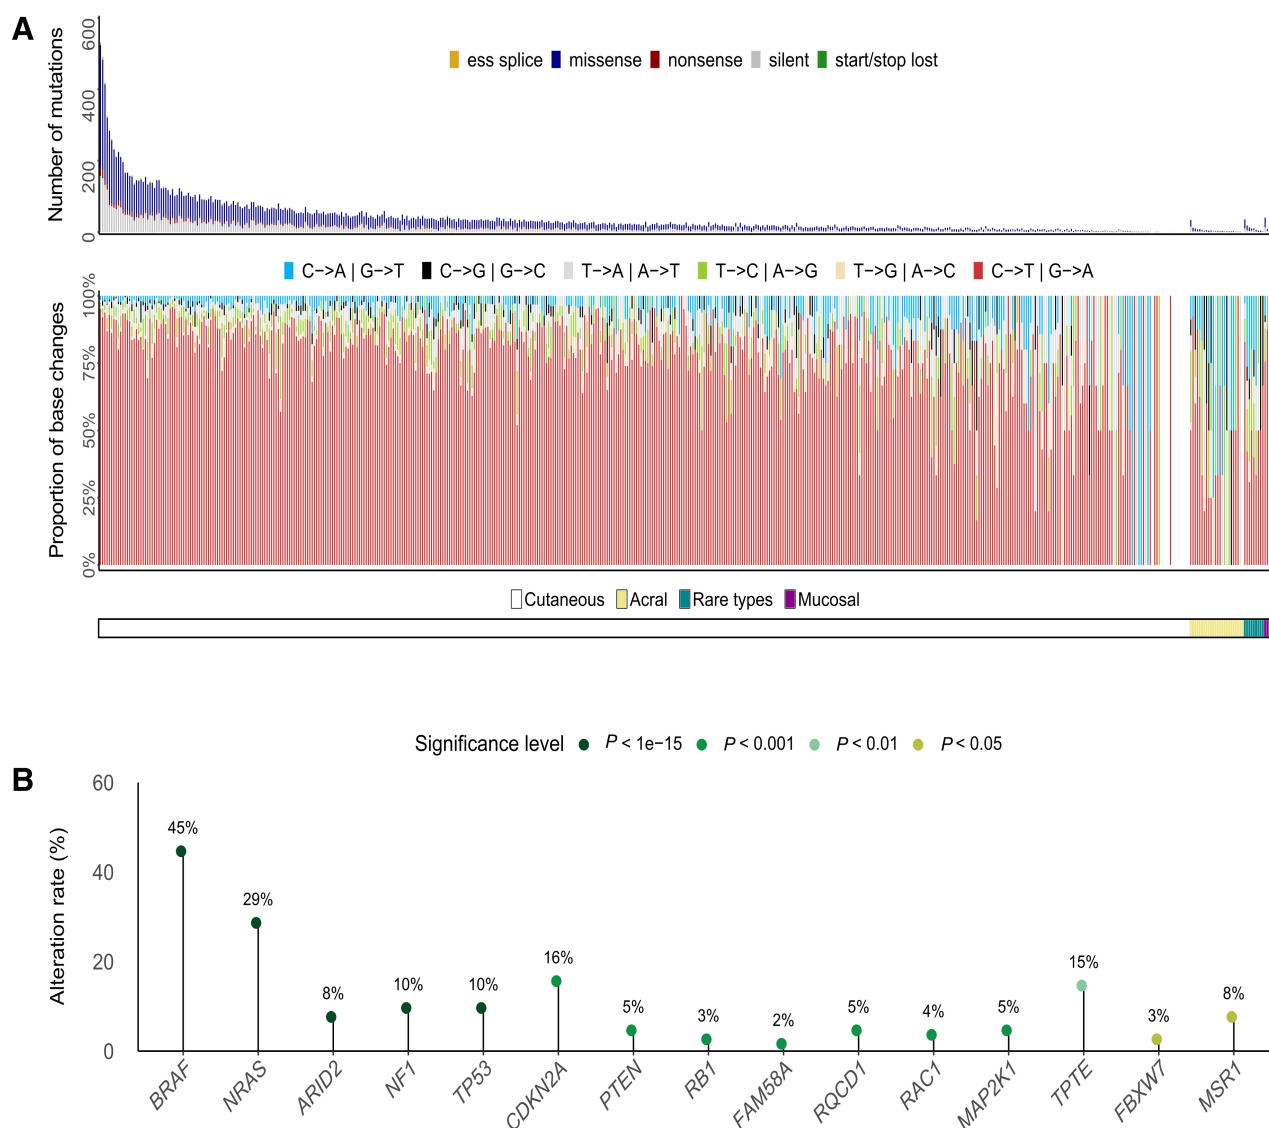 A
Number of mutations
600
400
200
0
ess splice missense nonsense silent start/stop lost
C->A | G->T C->G | G->C T->A | A->T T->C | A->G T->G | A->C C->T | G->A
Proportion of base changes
100%
75%
50%
25%
0%
Cutaneous Acral Rare types Mucosal
Significance level P < 1e-15 P < 0.001 P < 0.01 P < 0.05
B
Alteration rate (%)
60
40
20
0
45%
29%
8%
10%
10%
16%
5%
3%
2%
5%
4%
5%
15%
3%
8%
BRAF
NRAS
ARID2
NF1
TP53
CDKN2A
PTEN
RB1
FAM58A
RQCD1
RAC1
MAP2K1
TPTE
FBXW7
MSR1